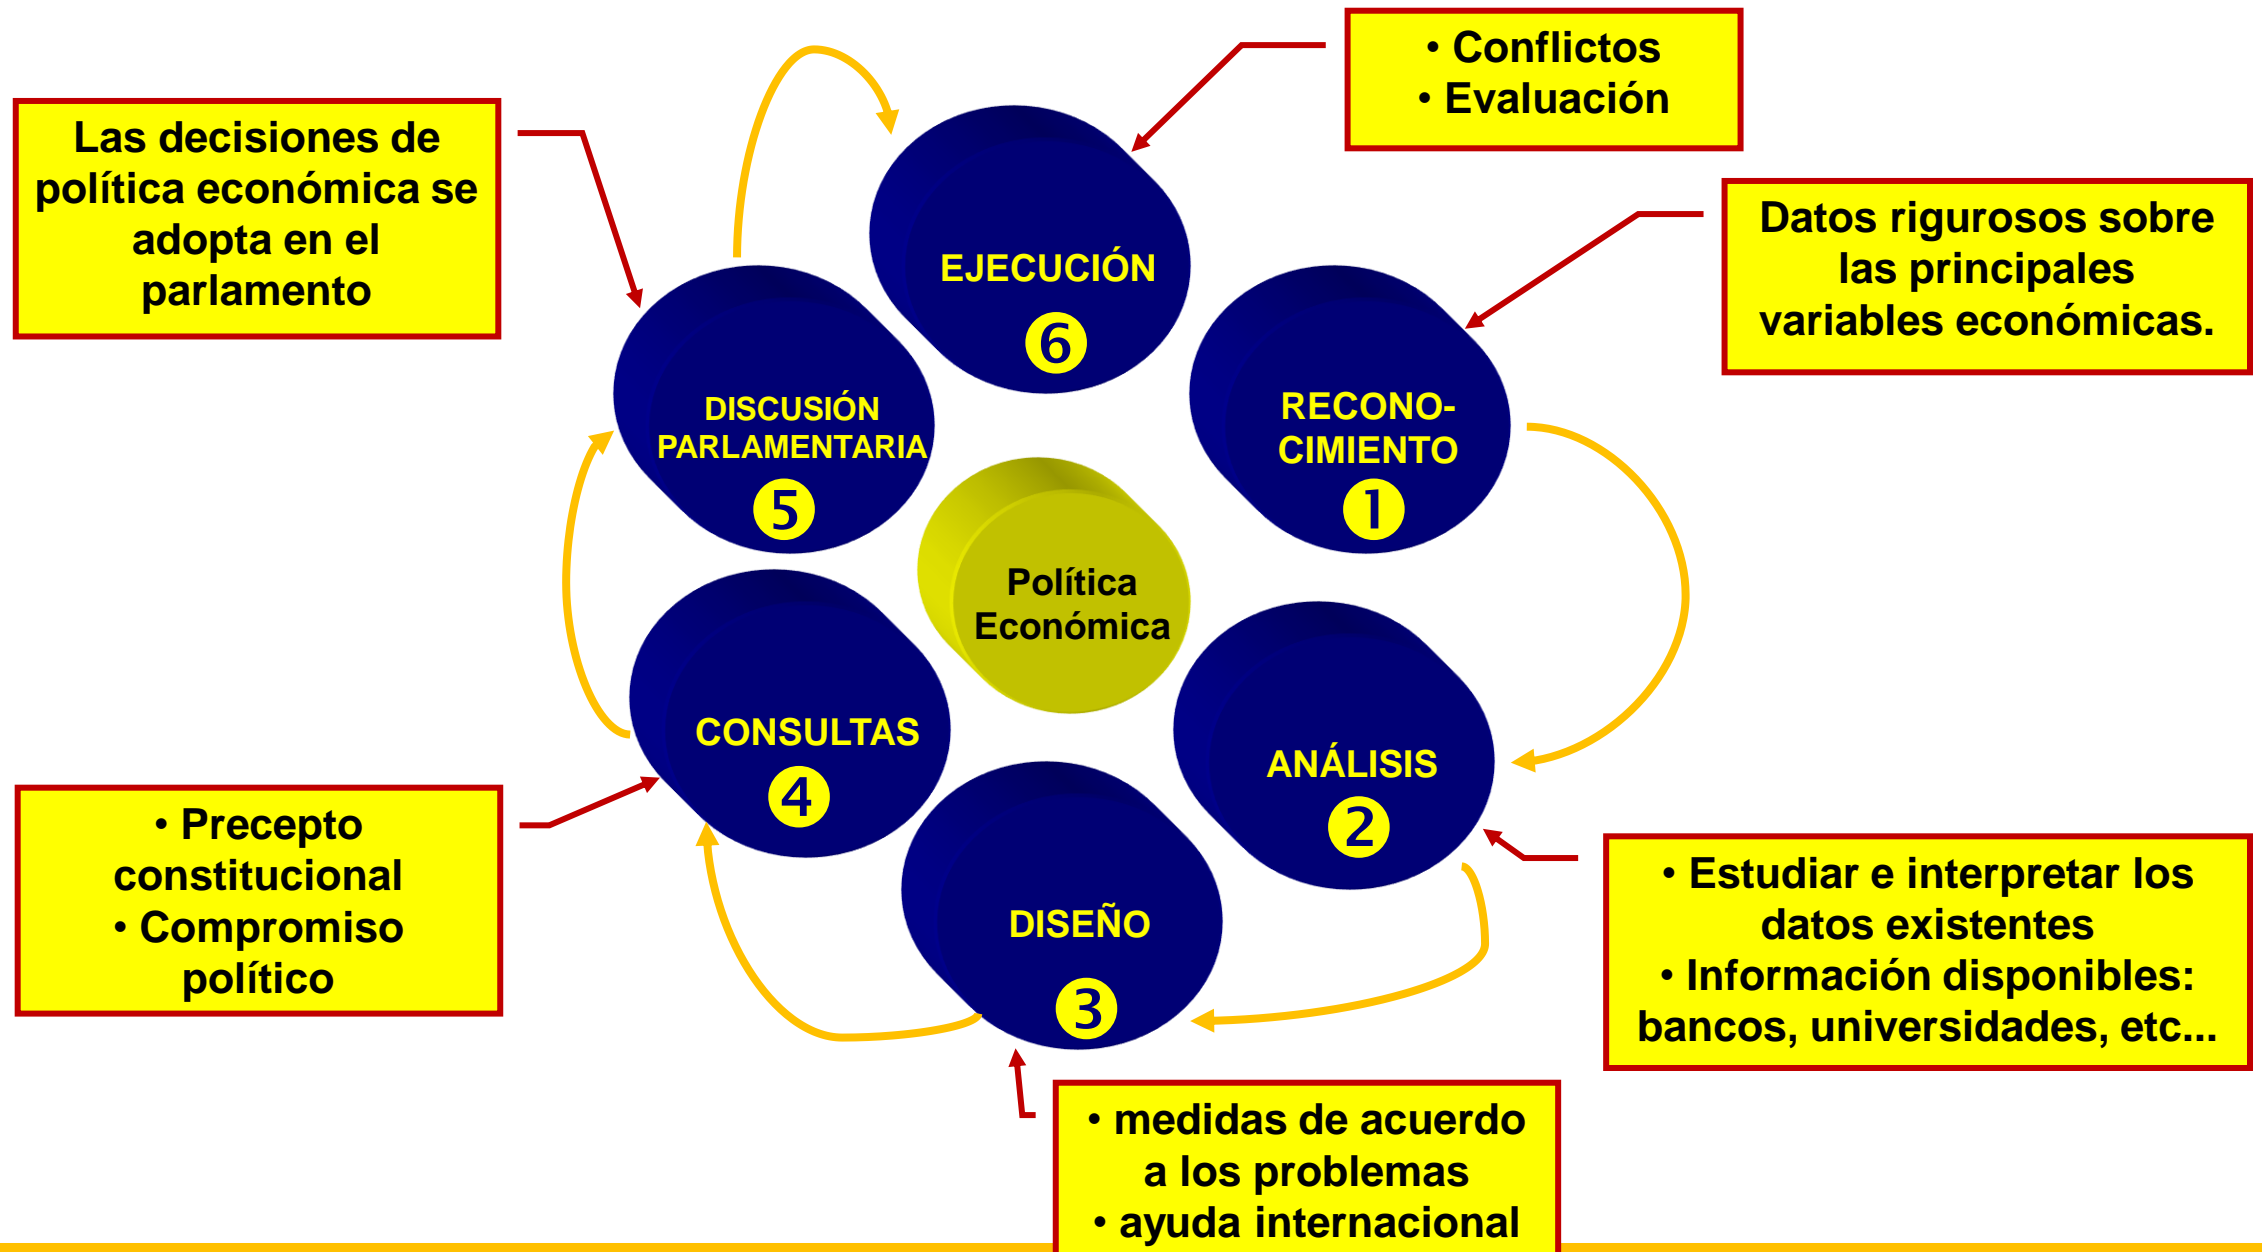 • Conflictos
• Evaluación
Las decisiones de
política económica se
adopta en el
parlamento
Datos rigurosos sobre
las principales
variables económicas.
EJECUCIÓN
6
RECONO-
CIMIENTO
1
DISCUSIÓN
PARLAMENTARIA
5
Política
Económica
CONSULTAS
4
ANÁLISIS
2
DISEÑO
3
• Precepto
constitucional
• Compromiso
político
• Estudiar e interpretar los
datos existentes
• Información disponibles:
bancos, universidades, etc...
• medidas de acuerdo
a los problemas
• ayuda internacional